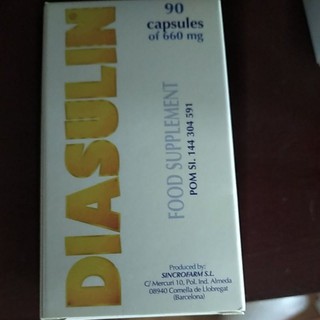 90
capsules
of 660 mg
DIASULIN®
FOOD SUPPLEMENT
POM SI. 144 304 591
Produced by:
SINCROFARM S.L.
C/ Mercuri 10, Pol. Ind. Almeda
08940 Cornella de Llobregat
(Barcelona)